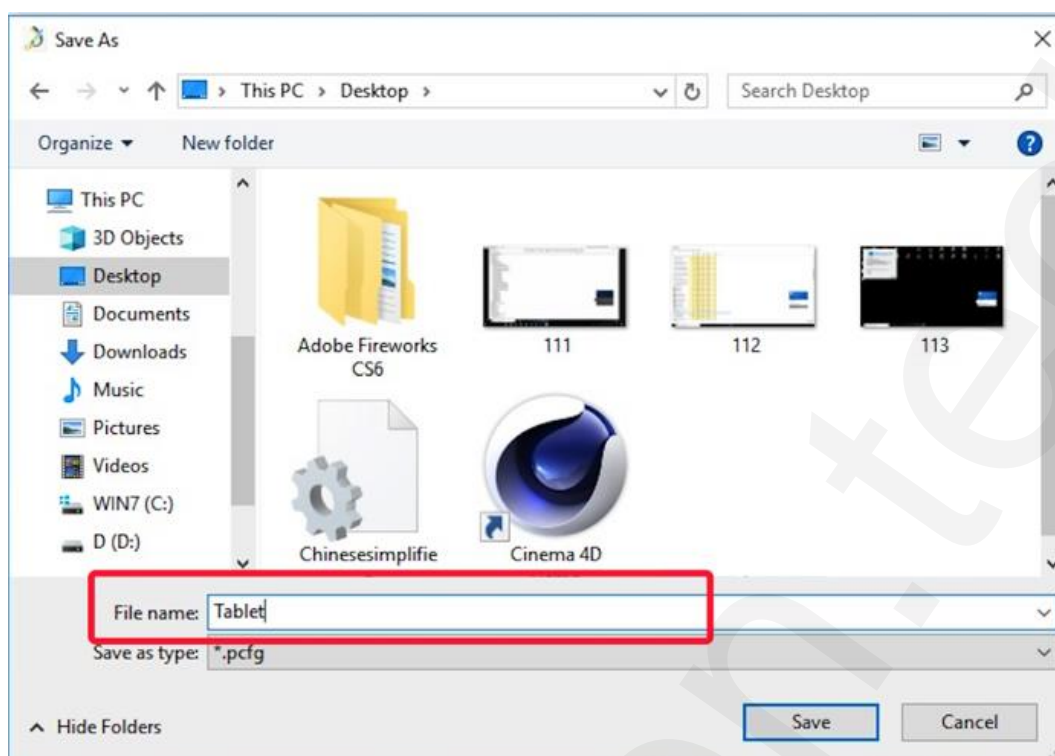 Save As
This PC > Desktop >
Search Desktop
Organize
New folder
This PC
3D Objects
Desktop
Documents
Downloads
Music
Pictures
Videos
WIN7 (C:)
D (D:)
Adobe Fireworks
CS6
111
112
113
Chinesesimplifie
Cinema 4D
File name: Tablet
Save as type: *.pcfg
Hide Folders
Save
Cancel